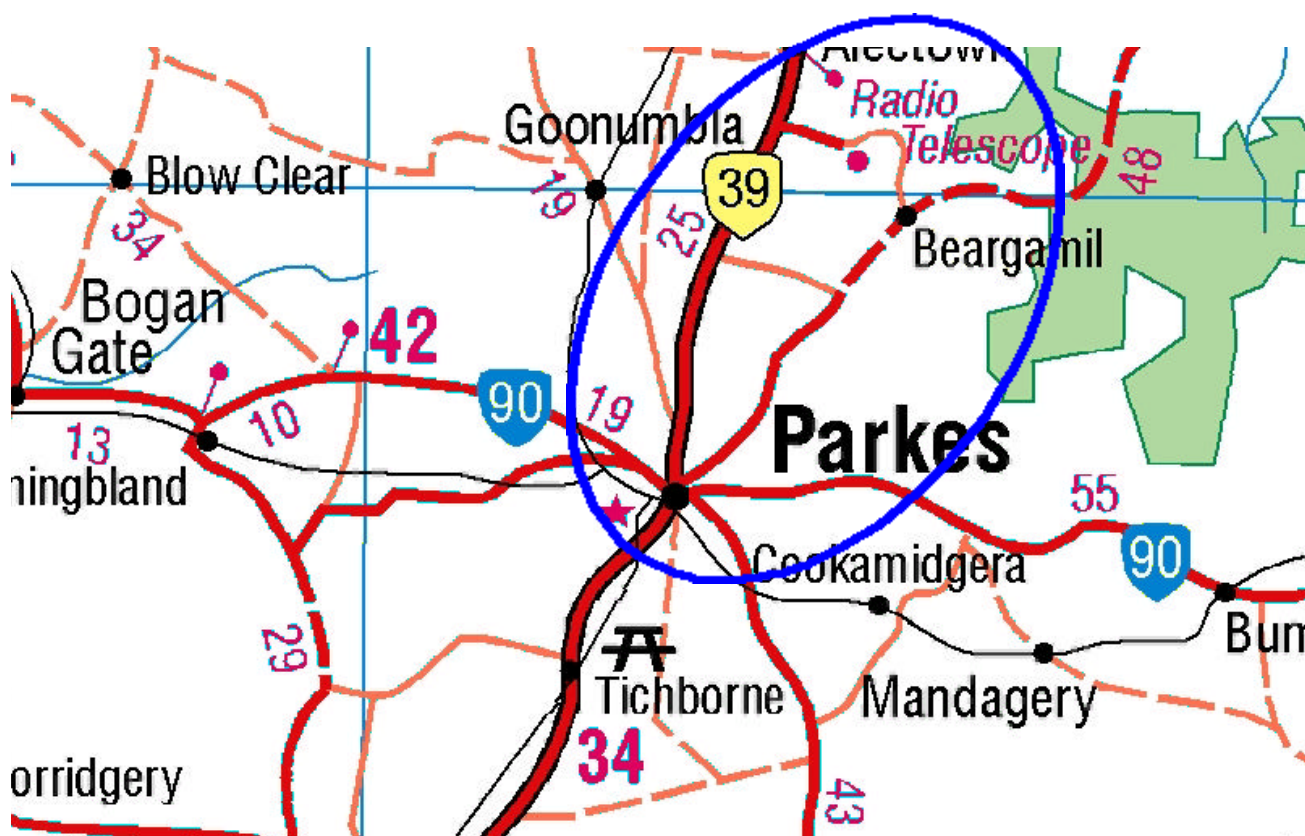 Alectown
Radio
Telescope
Goonumbla
39
48
Blow Clear
19
34
25
Beargamil
Bogan
Gate
42
90
19
10
13
Parkes
ningbland
55
90
Cookamidgera
29
Bum
Tichborne
Mandagery
34
orridgery
43